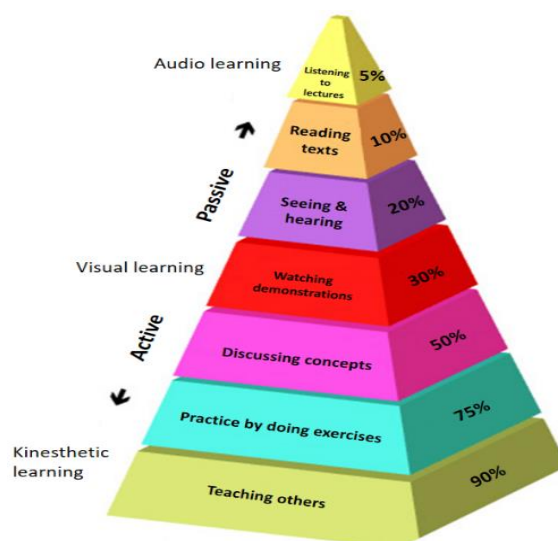 Audio learning
Listening
to
lectures
5%
Reading
texts
10%
Passive
Seeing &
hearing
20%
Visual learning
Watching
demonstrations
30%
Active
Discussing concepts
50%
Practice by doing exercises
75%
Kinesthetic
learning
Teaching others
90%